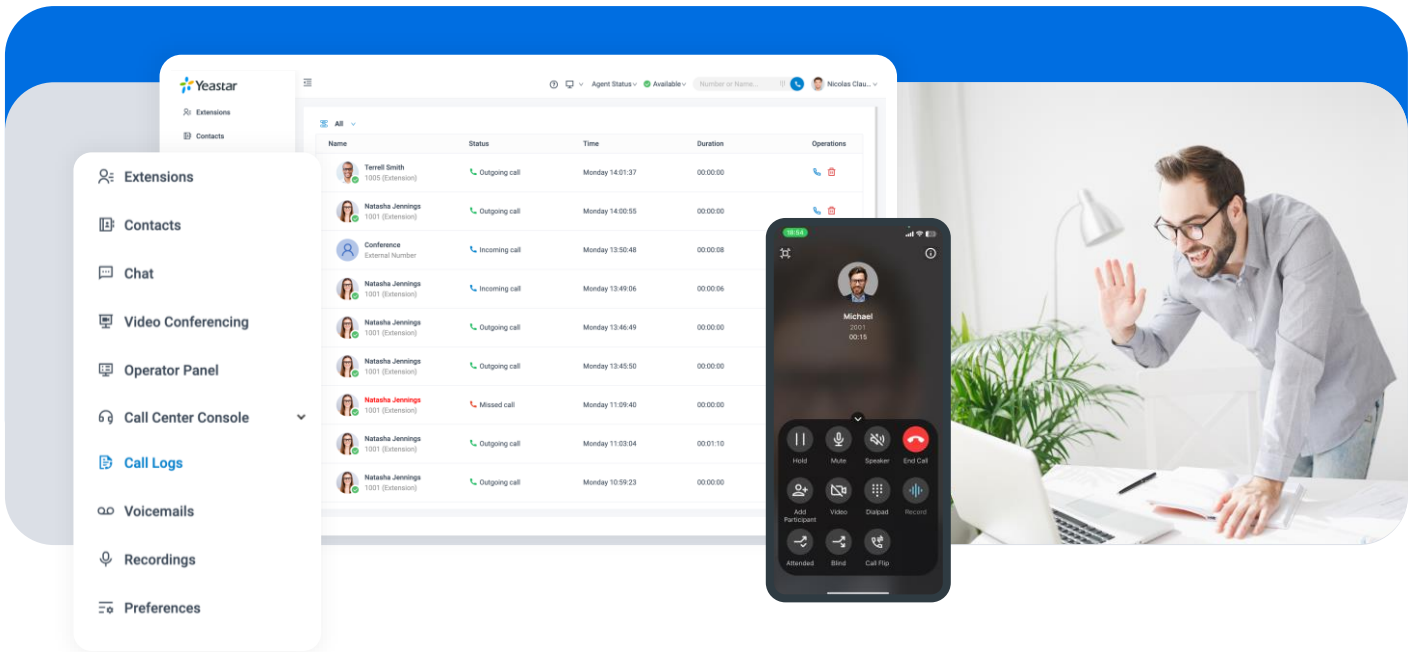 Yeastar
Agent Status
Available
Number or Name...
Nicolas Clau...
Extensions
Contacts
All
Name Status Time Duration Operations
Terrell Smith
1005 (Extension)
Outgoing call Monday 14:01:37 00:00:00
Natasha Jennings
1001 (Extension)
Outgoing call Monday 14:00:55 00:00:00
Conference
External Number
Incoming call Monday 13:50:48 00:00:08
Natasha Jennings
1001 (Extension)
Incoming call Monday 13:49:06 00:00:06
Natasha Jennings
1001 (Extension)
Outgoing call Monday 13:46:49 00:00:00
Natasha Jennings
1001 (Extension)
Outgoing call Monday 13:45:50 00:00:00
Natasha Jennings
1001 (Extension)
Missed call Monday 11:09:40 00:00:00
Natasha Jennings
1001 (Extension)
Outgoing call Monday 11:03:04 00:01:10
Natasha Jennings
1001 (Extension)
Outgoing call Monday 10:59:23 00:00:00
Extensions
Contacts
Chat
Video Conferencing
Operator Panel
Call Center Console
Call Logs
Voicemails
Recordings
Preferences
Michael
2001
00:15
Hold Mute Speaker End Call
Add
Participant
Video Dialpad Record
Attended Blind Call Flip